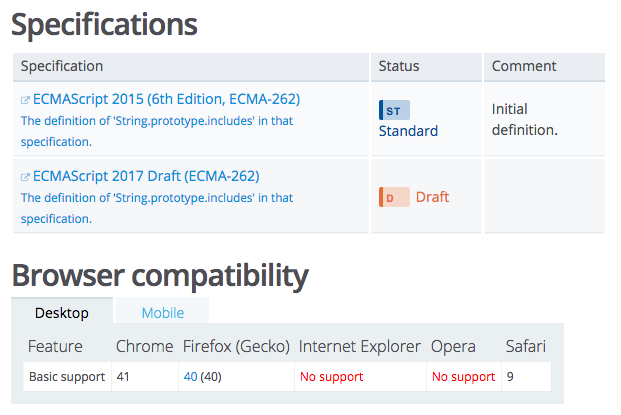 Specifications
Specification Status Comment
ECMAScript 2015 (6th Edition, ECMA-262)
The definition of 'String.prototype.includes' in that
specification.
ST
Standard
Initial
definition.
ECMAScript 2017 Draft (ECMA-262)
The definition of 'String.prototype.includes' in that
specification.
D Draft
Browser compatibility
Desktop Mobile
Feature Chrome Firefox (Gecko) Internet Explorer Opera Safari
Basic support 41 40 (40) No support No support 9